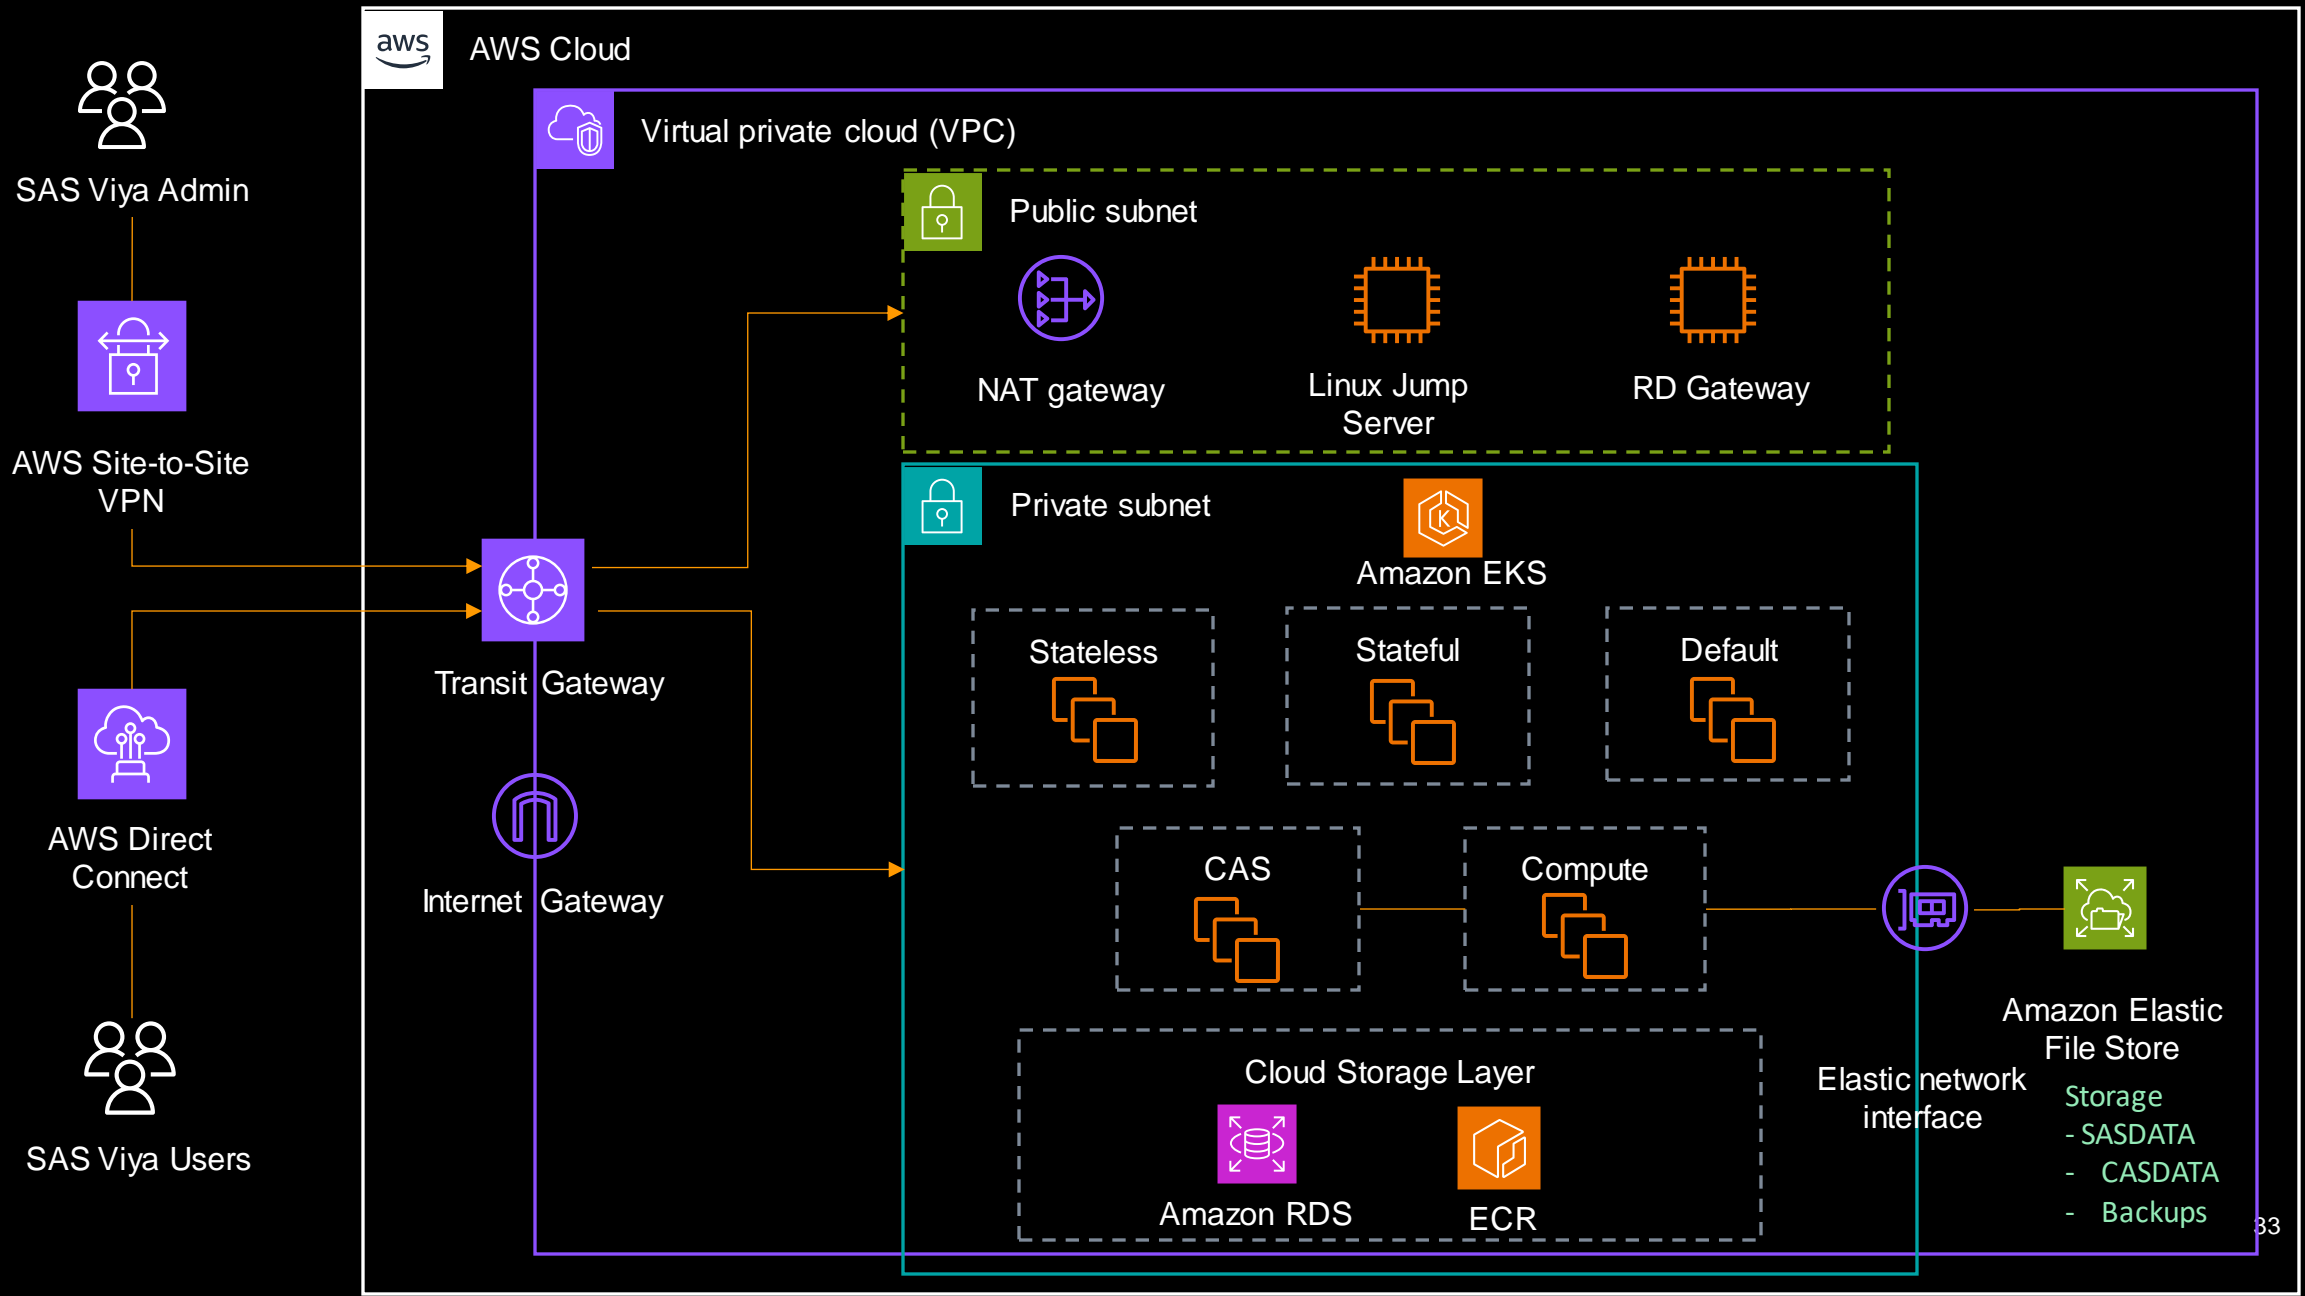 aws
AWS Cloud
Virtual private cloud (VPC)
SAS Viya Admin
Public subnet
NAT gateway
Linux Jump
Server
RD Gateway
AWS Site-to-Site
VPN
Private subnet
K
Amazon EKS
Transit Gateway
Stateless
Stateful
Default
AWS Direct
Connect
Internet Gateway
CAS
Compute
Amazon Elastic
File Store
Elastic network
interface
Storage
- SASDATA
- CASDATA
- Backups
Cloud Storage Layer
Amazon RDS
ECR
SAS Viya Users
33